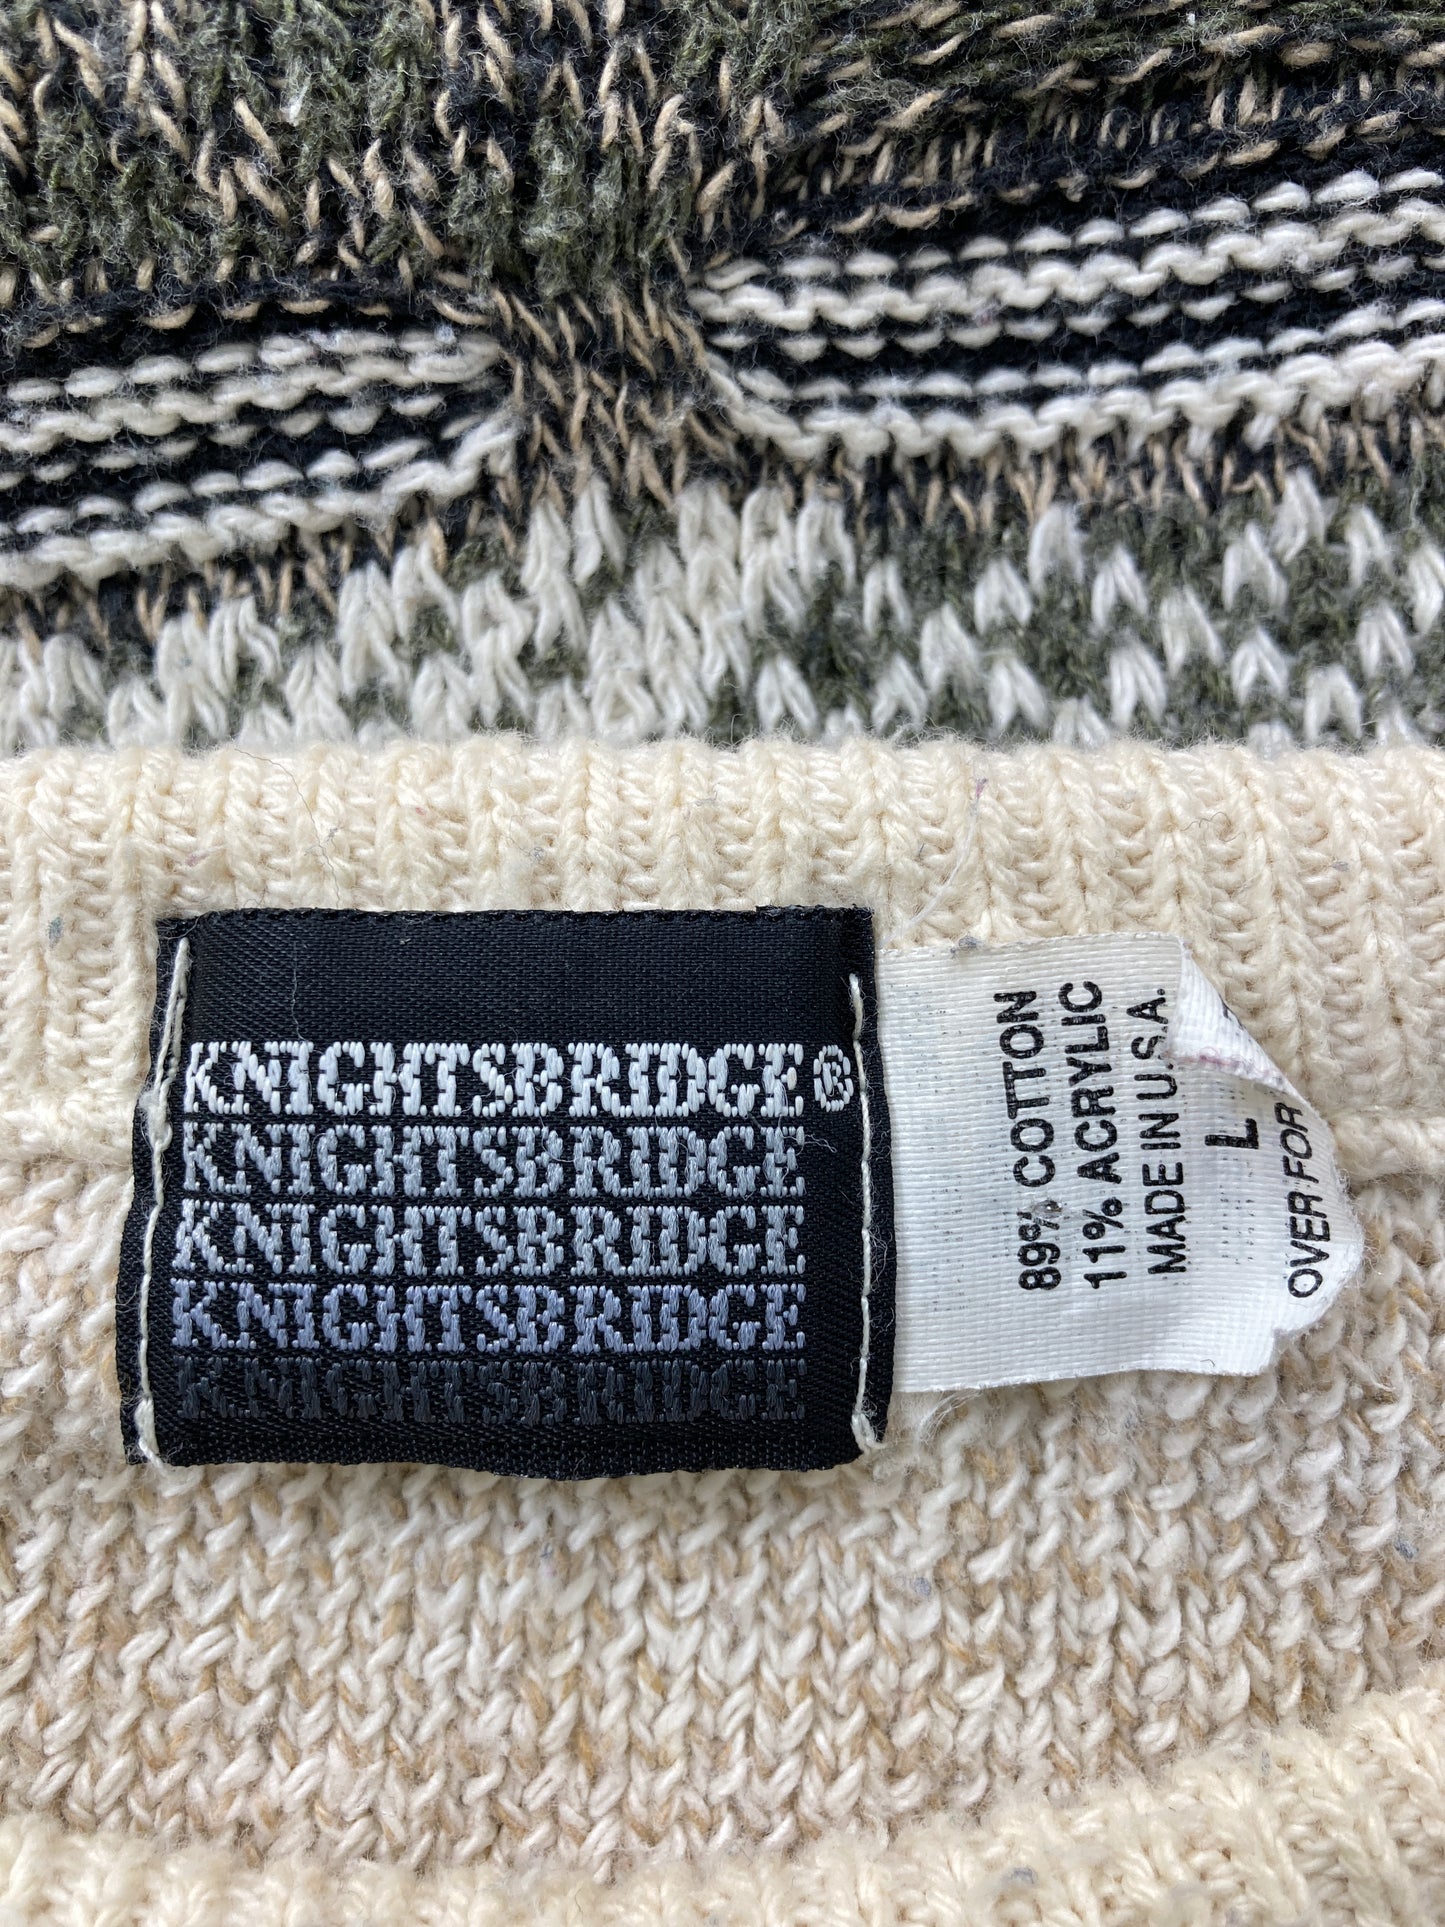 KNIGHTSBRIDGE®
KNIGHTSBRIDGE
KNIGHTSBRIDGE
KNIGHTSBRIDGE
KNIGHTSBRIDGE
89% COTTON
11% ACRYLIC
MADE IN U.S.A.
L
OVER FOR